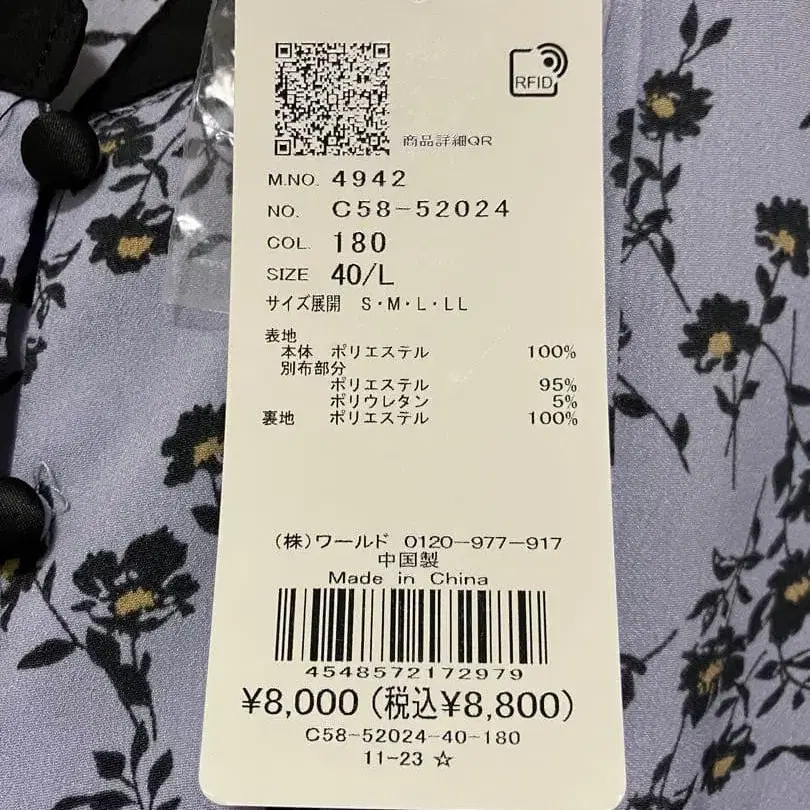 RFID
商品詳細QR
M.NO. 4942
NO. C58-52024
COL. 180
SIZE 40/L
サイズ展開 S・M・L・LL
表地
本体 ポリエステル 100%
別布部分
ポリエステル 95%
ポリウレタン 5%
裏地 ポリエステル 100%
(株)ワールド 0120-977-917
中国製
Made in China
4548572172979
¥8,000(税込¥8,800)
C58-52024-40-180
11-23 ☆